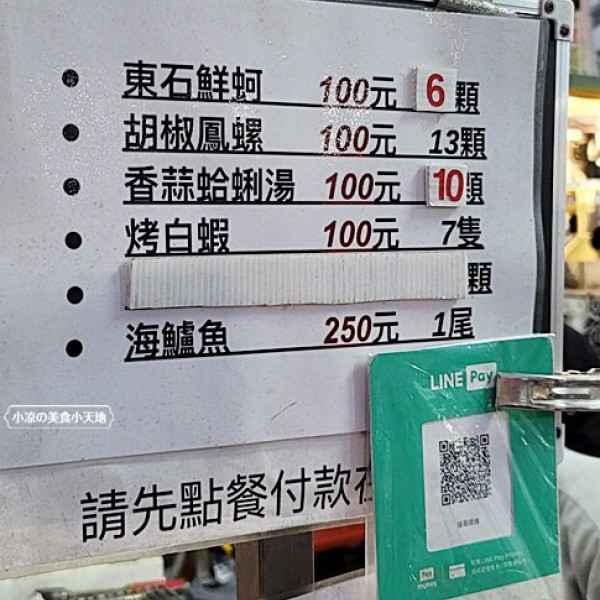 東石鮮蚵 100元 6 顆
胡椒鳳螺 100元 13顆
香蒜蛤蜊湯 100元 10 顆
烤白蝦 100元 7隻
顆
海鱸魚 250元 1尾
LINE Pay
小凉の美食小天地
請先點餐付款在